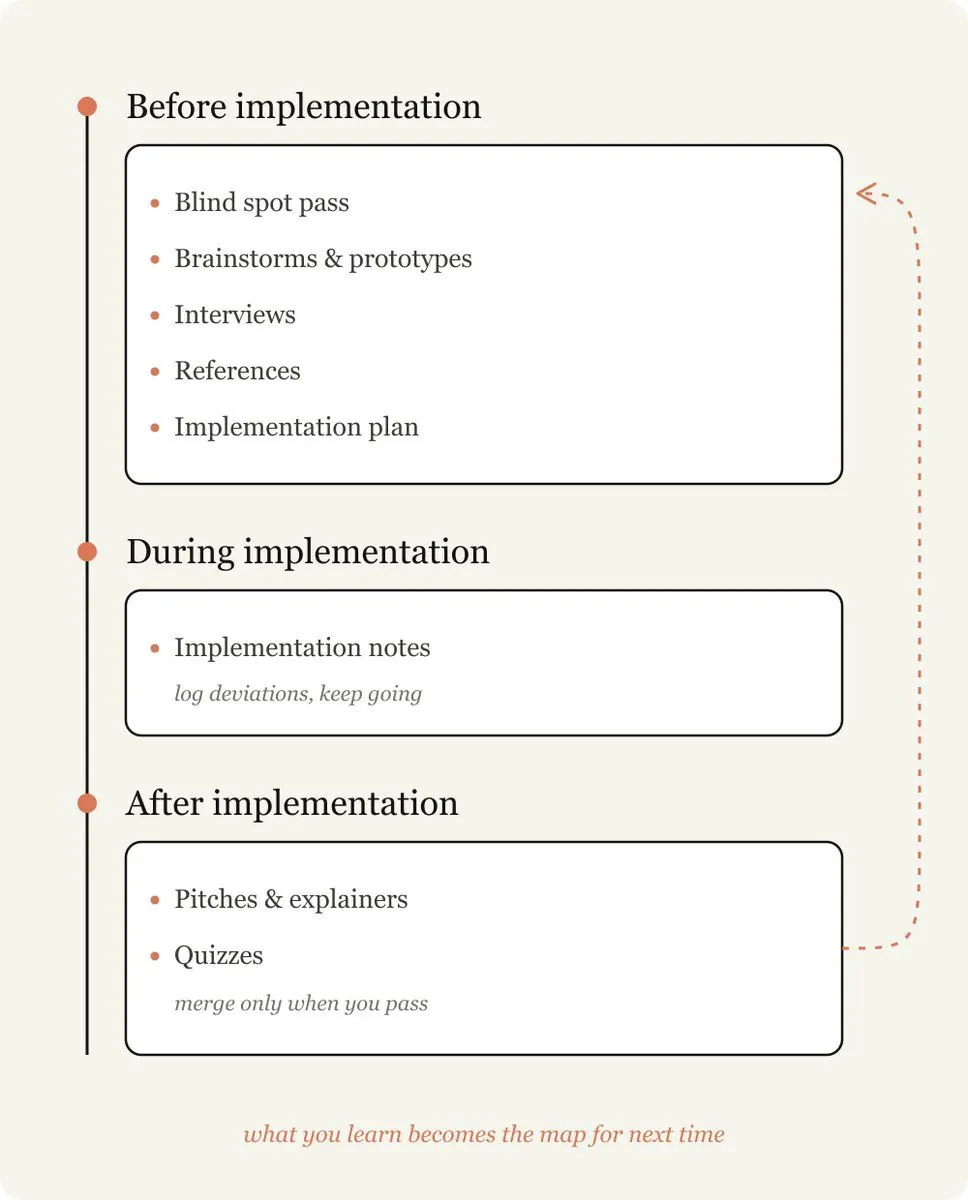 Before implementation
Blind spot pass
Brainstorms & prototypes
Interviews
References
Implementation plan
During implementation
Implementation notes
log deviations, keep going
After implementation
Pitches & explainers
Quizzes
merge only when you pass
what you learn becomes the map for next time